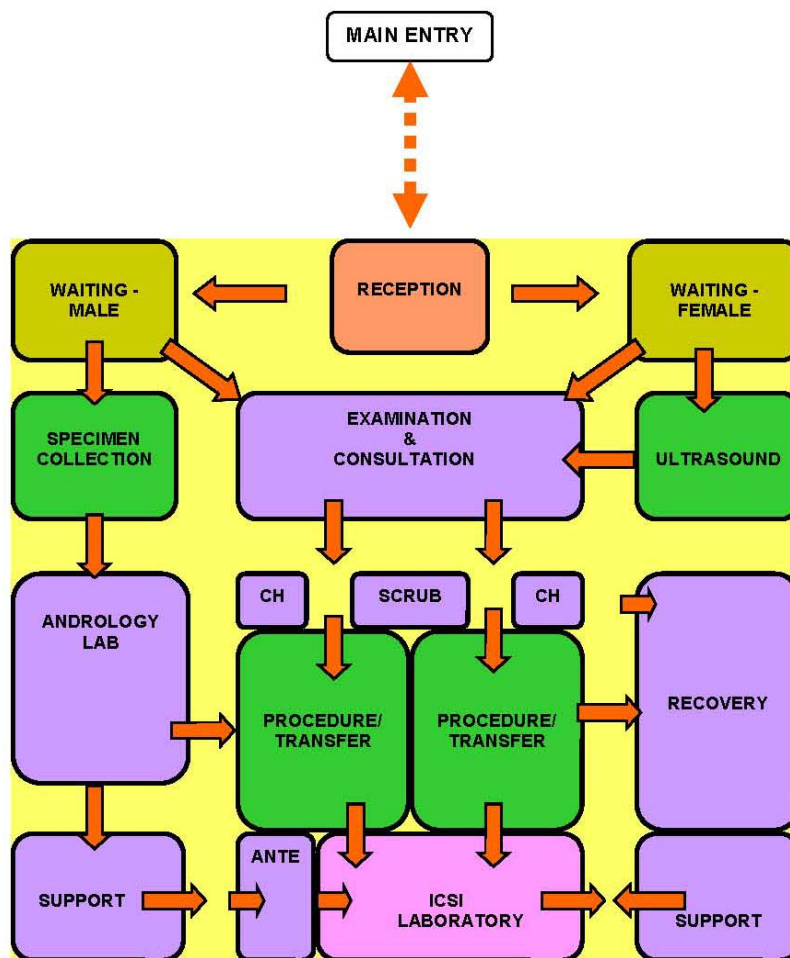 MAIN ENTRY
WAITING -
MALE
RECEPTION
WAITING -
FEMALE
SPECIMEN
COLLECTION
EXAMINATION
&
CONSULTATION
ULTRASOUND
ANDROLOGY
LAB
CH
SCRUB
CH
PROCEDURE/
TRANSFER
PROCEDURE/
TRANSFER
RECOVERY
SUPPORT
ANTE
ICSI
LABORATORY
SUPPORT